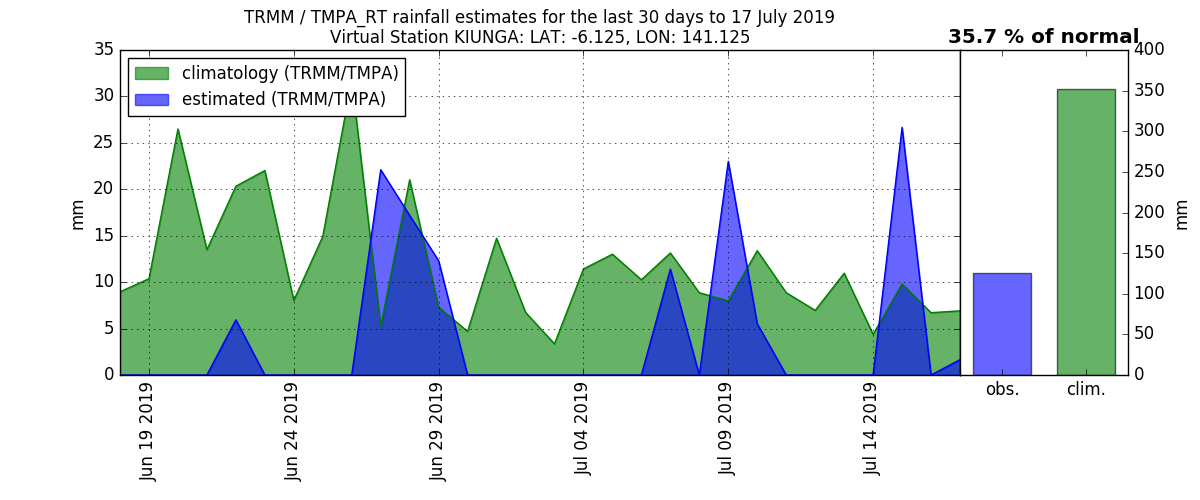 TRMM / TMPA_RT rainfall estimates for the last 30 days to 17 July 2019
Virtual Station KIUNGA: LAT: -6.125, LON: 141.125
35.7 % of normal
climatology (TRMM/TMPA)
estimated (TRMM/TMPA)
35
30
25
20
15
10
5
0
mm
Jun 19 2019
Jun 24 2019
Jun 29 2019
Jul 04 2019
Jul 09 2019
Jul 14 2019
obs.
clim.
400
350
300
250
200
150
100
50
0
mm